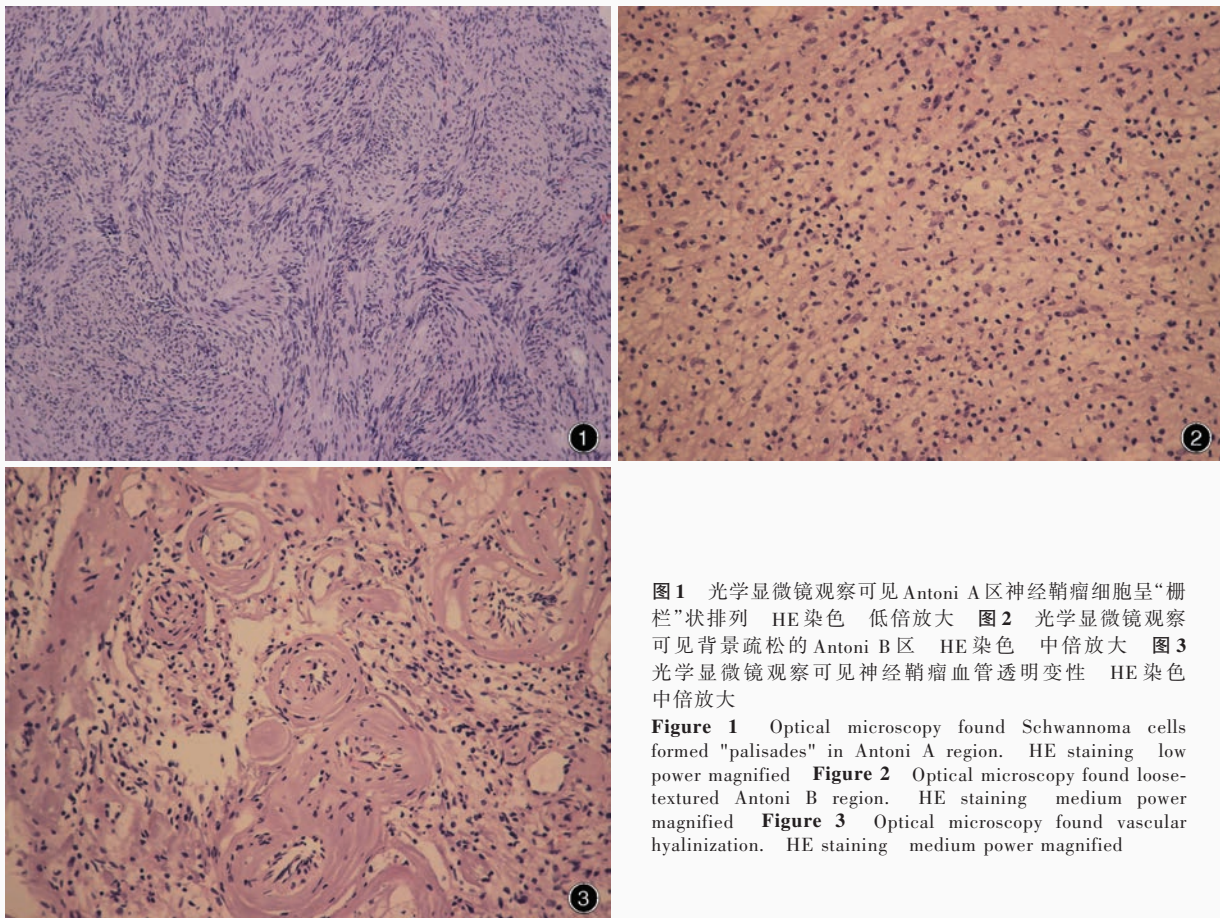 1
2
3
图1 光学显微镜观察可见Antoni A区神经鞘瘤细胞呈“栅
栏”状排列 HE染色 低倍放大 图2 光学显微镜观察
可见背景疏松的Antoni B区 HE染色 中倍放大 图3
光学显微镜观察可见神经鞘瘤血管透明变性 HE染色
中倍放大
Figure 1 Optical microscopy found Schwannoma cells
formed "palisades" in Antoni A region. HE staining low
power magnified Figure 2 Optical microscopy found loose-
textured Antoni B region. HE staining medium power
magnified Figure 3 Optical microscopy found vascular
hyalinization. HE staining medium power magnified